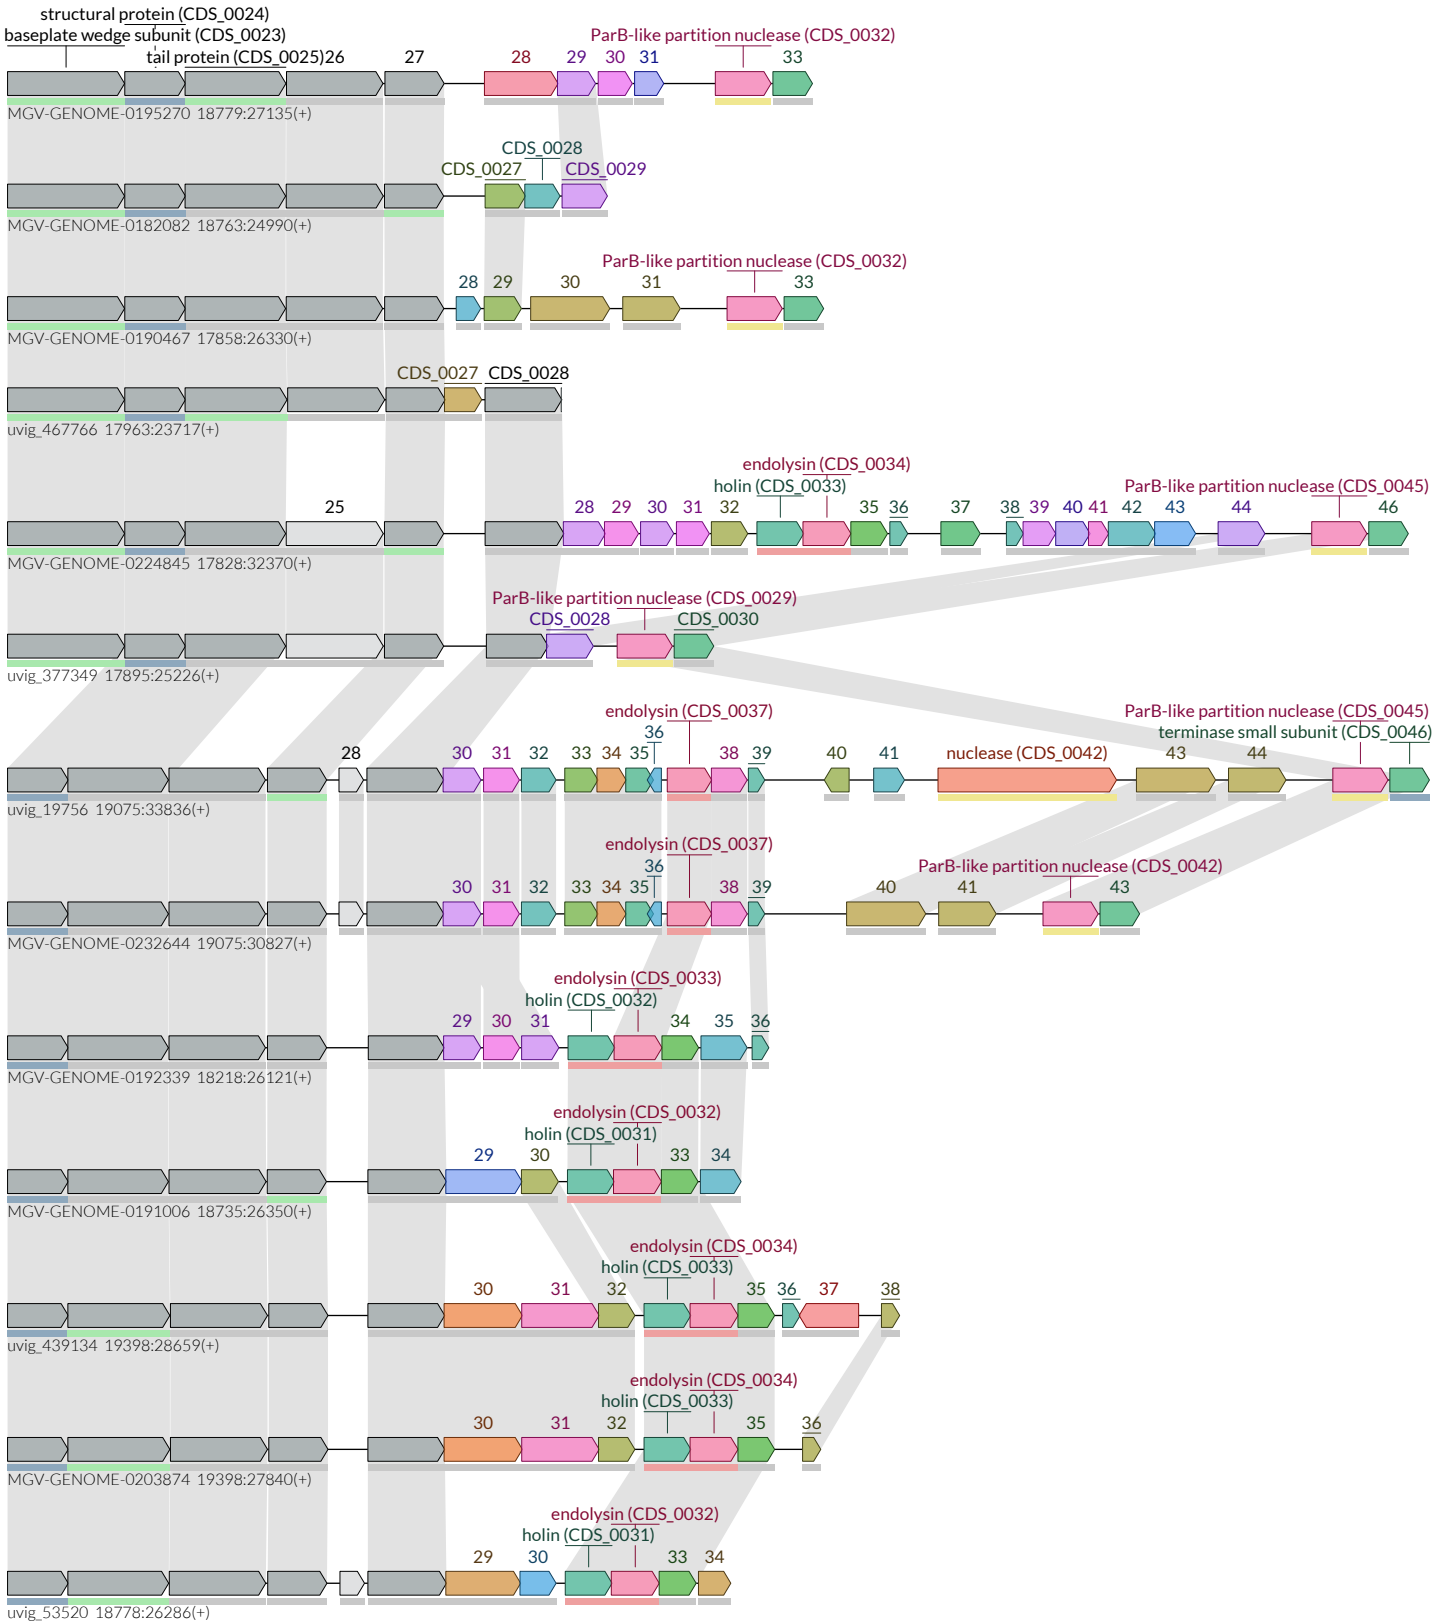 structural protein (CDS_0024)
baseplate wedge subunit (CDS_0023) ParB-like partition nuclease (CDS_0032)
tail protein (CDS_0025) 26 27 28 29 30 31 33
MGV-GENOME-0195270 18779:27135(+)
CDS_0028
CDS_0027 CDS_0029
MGV-GENOME-0182082 18763:24990(+)
ParB-like partition nuclease (CDS_0032)
28 29 30 31 33
MGV-GENOME-0190467 17858:26330(+)
CDS_0027 CDS_0028
uvig_467766 17963:23717(+)
endolysin (CDS_0034)
holin (CDS_0033) ParB-like partition nuclease (CDS_0045)
25 28 29 30 31 32 35 36 37 38 39 40 41 42 43 44 46
MGV-GENOME-0224845 17828:32370(+)
ParB-like partition nuclease (CDS_0029)
CDS_0028 CDS_0030
uvig_377349 17895:25226(+)
endolysin (CDS_0037) ParB-like partition nuclease (CDS_0045)
36 terminase small subunit (CDS_0046)
28 30 31 32 33 34 35 38 39 40 41 nuclease (CDS_0042) 43 44
uvig_19756 19075:33836(+)
endolysin (CDS_0037)
36 ParB-like partition nuclease (CDS_0042)
30 31 32 33 34 35 38 39 40 41 43
MGV-GENOME-0232644 19075:30827(+)
endolysin (CDS_0033)
holin (CDS_0032)
29 30 31 34 35 36
MGV-GENOME-0192339 18218:26121(+)
endolysin (CDS_0032)
holin (CDS_0031)
29 30 33 34
MGV-GENOME-0191006 18735:26350(+)
endolysin (CDS_0034)
holin (CDS_0033)
30 31 32 35 36 37 38
uvig_439134 19398:28659(+)
endolysin (CDS_0034)
holin (CDS_0033)
30 31 32 35 36
MGV-GENOME-0203874 19398:27840(+)
endolysin (CDS_0032)
holin (CDS_0031)
29 30 33 34
uvig_53520 18778:26286(+)